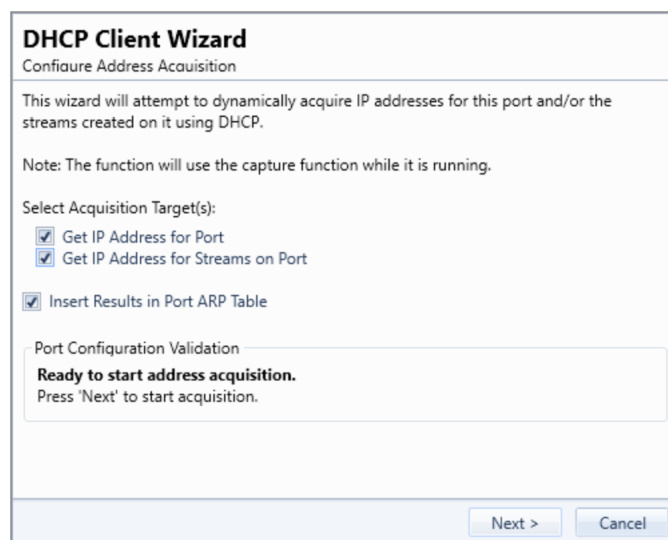 DHCP Client Wizard
Configure Address Acquisition
This wizard will attempt to dynamically acquire IP addresses for this port and/or the
streams created on it using DHCP.
Note: The function will use the capture function while it is running.
Select Acquisition Target(s):
Get IP Address for Port
Get IP Address for Streams on Port
Insert Results in Port ARP Table
Port Configuration Validation
Ready to start address acquisition.
Press 'Next' to start acquisition.
Next >
Cancel